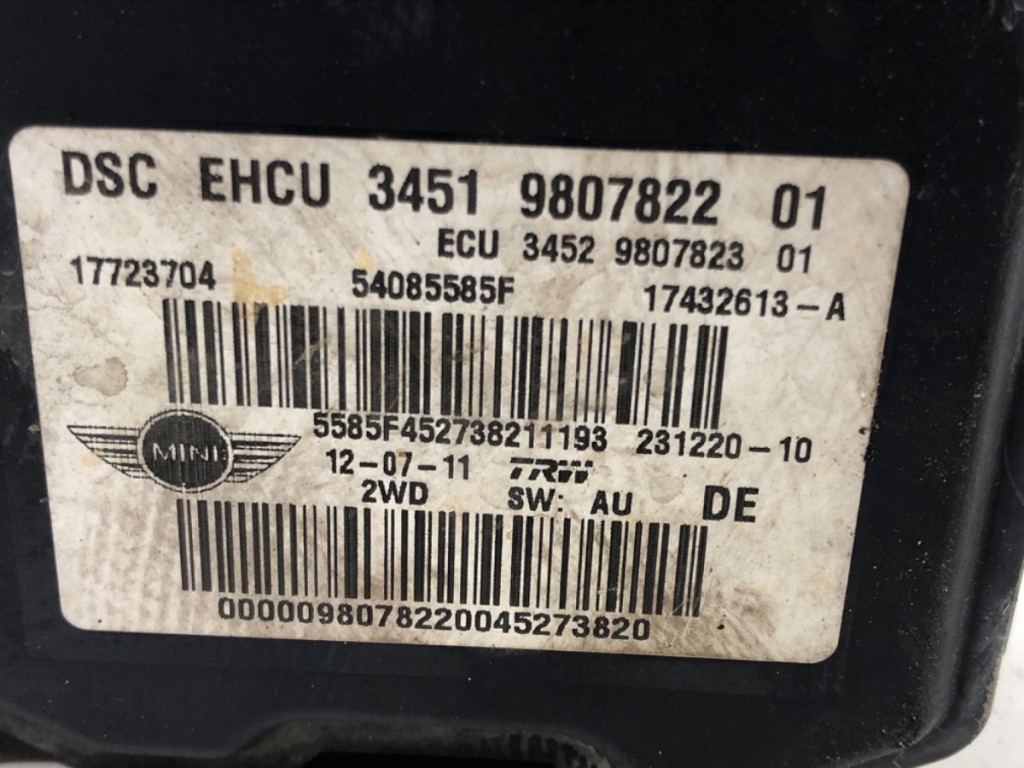 DSC EHCU 3451 9807822 01
ECU 3452 9807823 01
17723704 54085585F 17432613-A
5585F452738211193 231220-10
MINI
12-07-11 TRW
2WD SW: AU DE
0000098078220045273820